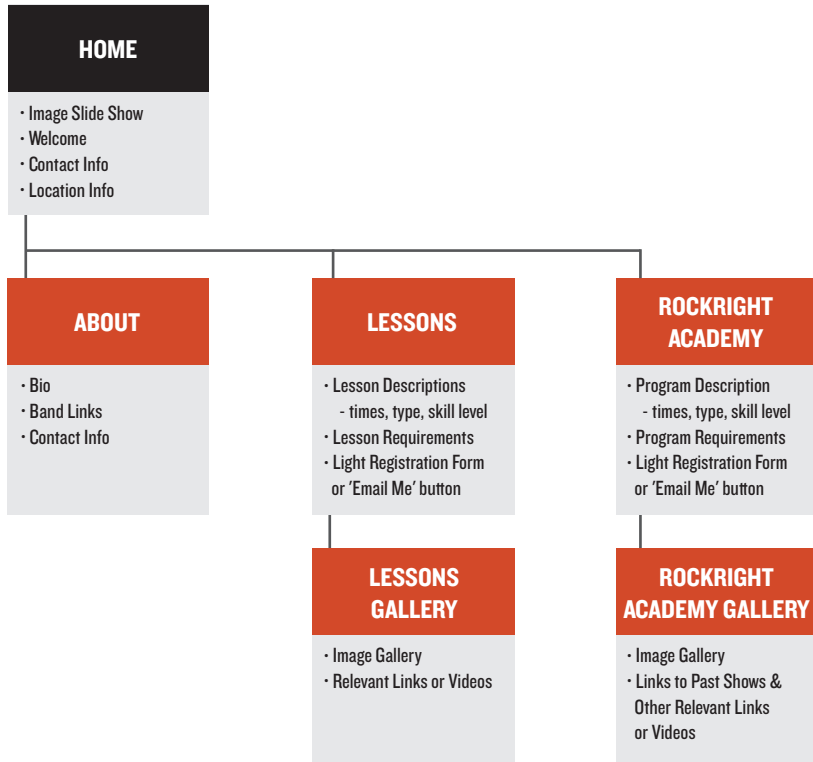 HOME
· Image Slide Show
· Welcome
· Contact Info
· Location Info
ABOUT
· Bio
· Band Links
· Contact Info
LESSONS
· Lesson Descriptions
- times, type, skill level
· Lesson Requirements
· Light Registration Form
or 'Email Me' button
ROCKRIGHT
ACADEMY
· Program Description
- times, type, skill level
· Program Requirements
· Light Registration Form
or 'Email Me' button
LESSONS
GALLERY
· Image Gallery
· Relevant Links or Videos
ROCKRIGHT
ACADEMY GALLERY
· Image Gallery
· Links to Past Shows &
Other Relevant Links
or Videos